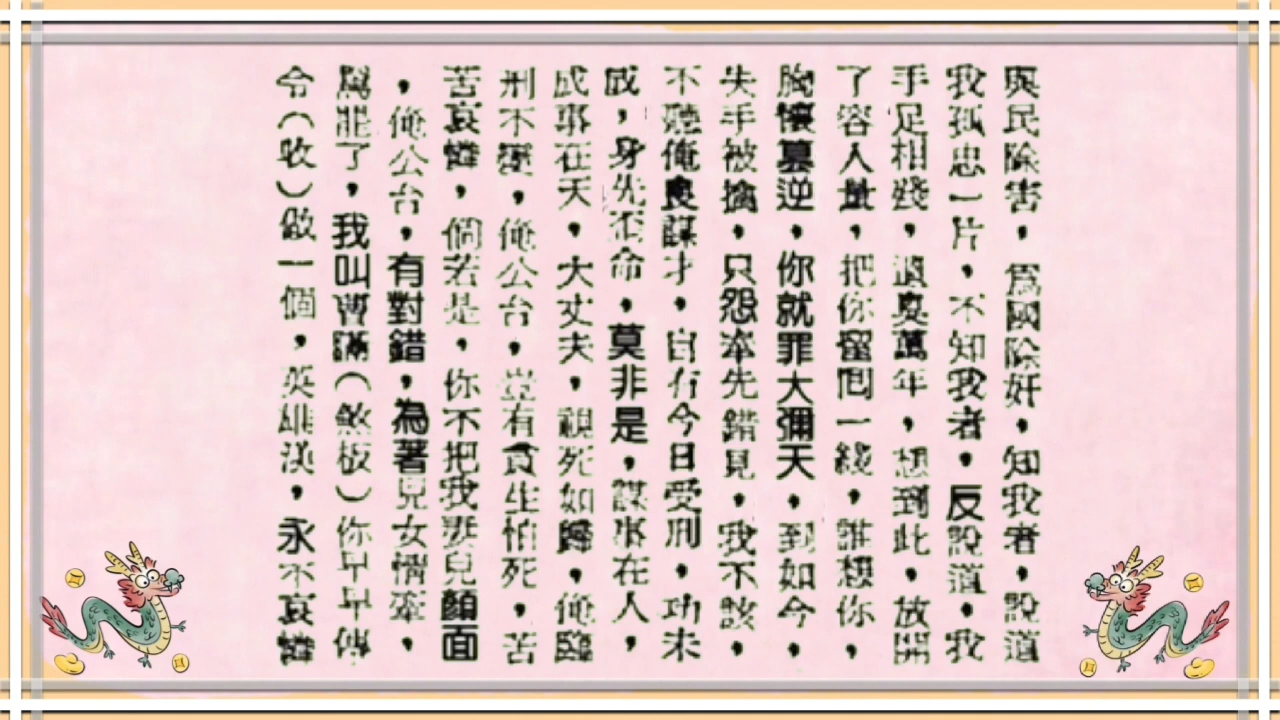 與民除害，為國除奸，知我者，說道
我孤忠一片，不知我者，反說道，我
手足相殘，遺臭萬年，想到此，放開
了容人量，把你留回一綫，誰想你，
胸懷篡逆，你就罪大彌天，到如今，
失手被擒，只怨本先錯見，我不該，
不聽俺良謀才，自有今日受刑，功未
成，身先不命，莫非是，謀事在人，
成事在天，大丈夫，視死如歸，俺臨
刑不變，俺公台，豈有貪生怕死，苦
苦哀憐，倘若是，你不把我妻兒顏面
，俺公台，有對錯，為著兒女情牽，
罪了，我叫曹瞞（煞板）你早早傳
令（收）做一個，英雄漢，永不哀憐